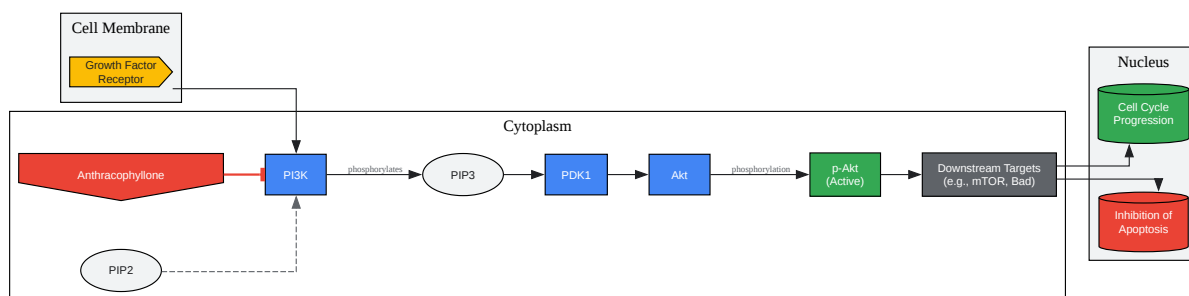 Cell Membrane
Growth Factor
Receptor
Nucleus
Cell Cycle
Progression
Cytoplasm
Anthracophyllone
PI3K
phosphorylates
PIP3
PDK1
Akt
phosphorylation
p-Akt
(Active)
Downstream Targets
(e.g., mTOR, Bad)
Inhibition of
Apoptosis
PIP2